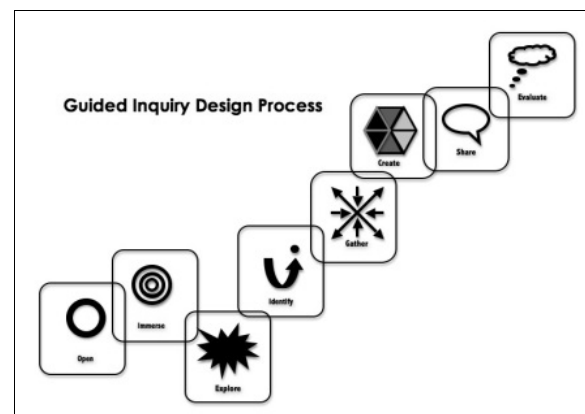 Guided Inquiry Design Process
Open
Immerse
Explore
Identify
Gather
Create
Share
Evaluate